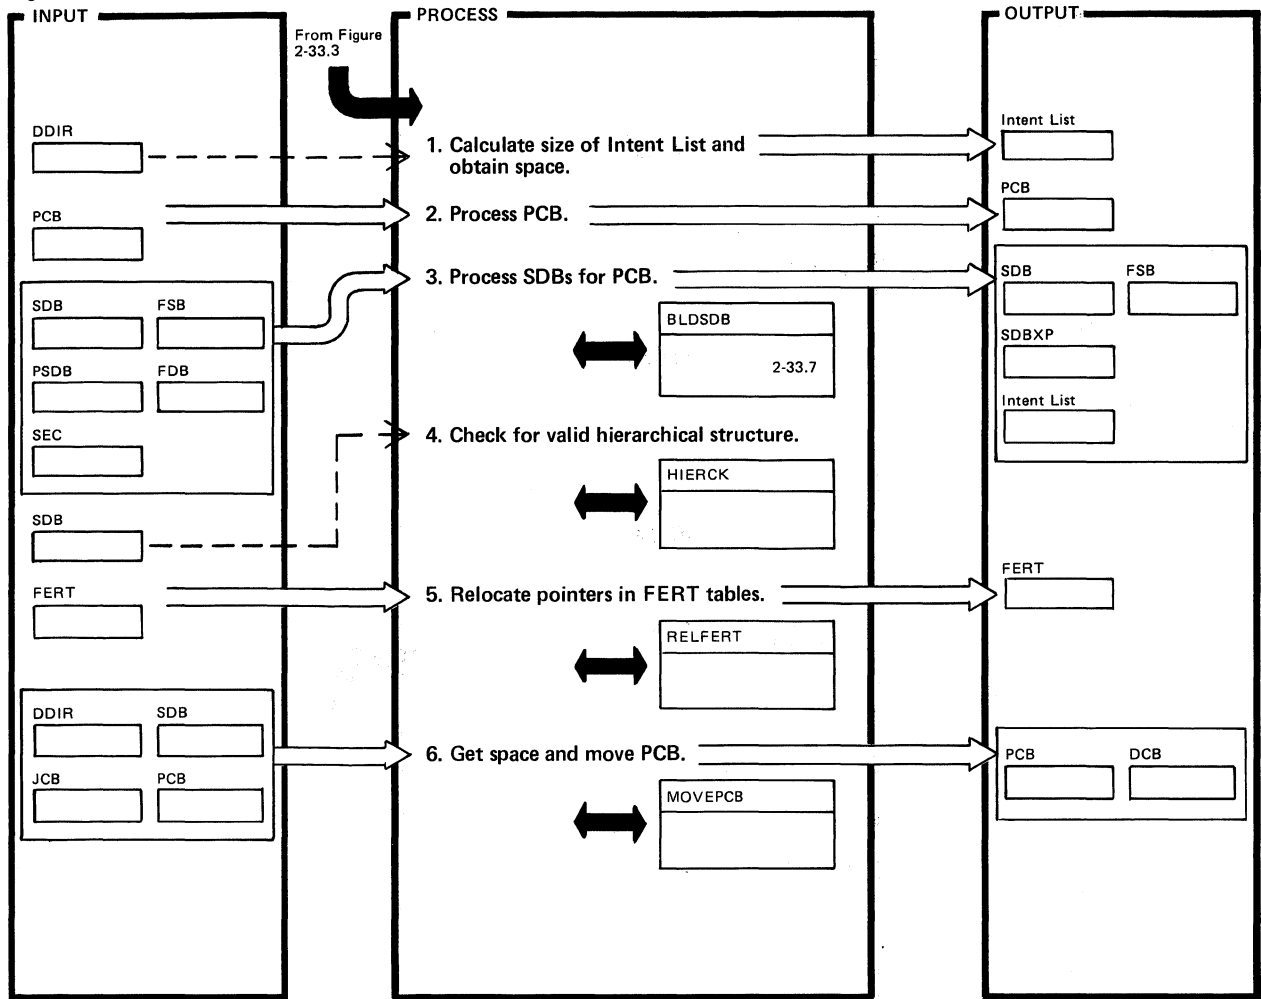 INPUT
PROCESS
OUTPUT
From Figure
2-33.3
DDIR
1. Calculate size of Intent List and
obtain space.
Intent List
PCB
2. Process PCB.
PCB
3. Process SDBs for PCB.
SDB FSB
PSDB FDB
SEC
BLDSDB
2-33.7
SDB FSB
SDBXP
Intent List
4. Check for valid hierarchical structure.
HIERCK
SDB
FERT
5. Relocate pointers in FERT tables.
RELFERT
FERT
DDIR SDB
JCB PCB
6. Get space and move PCB.
MOVEPCB
PCB DCB